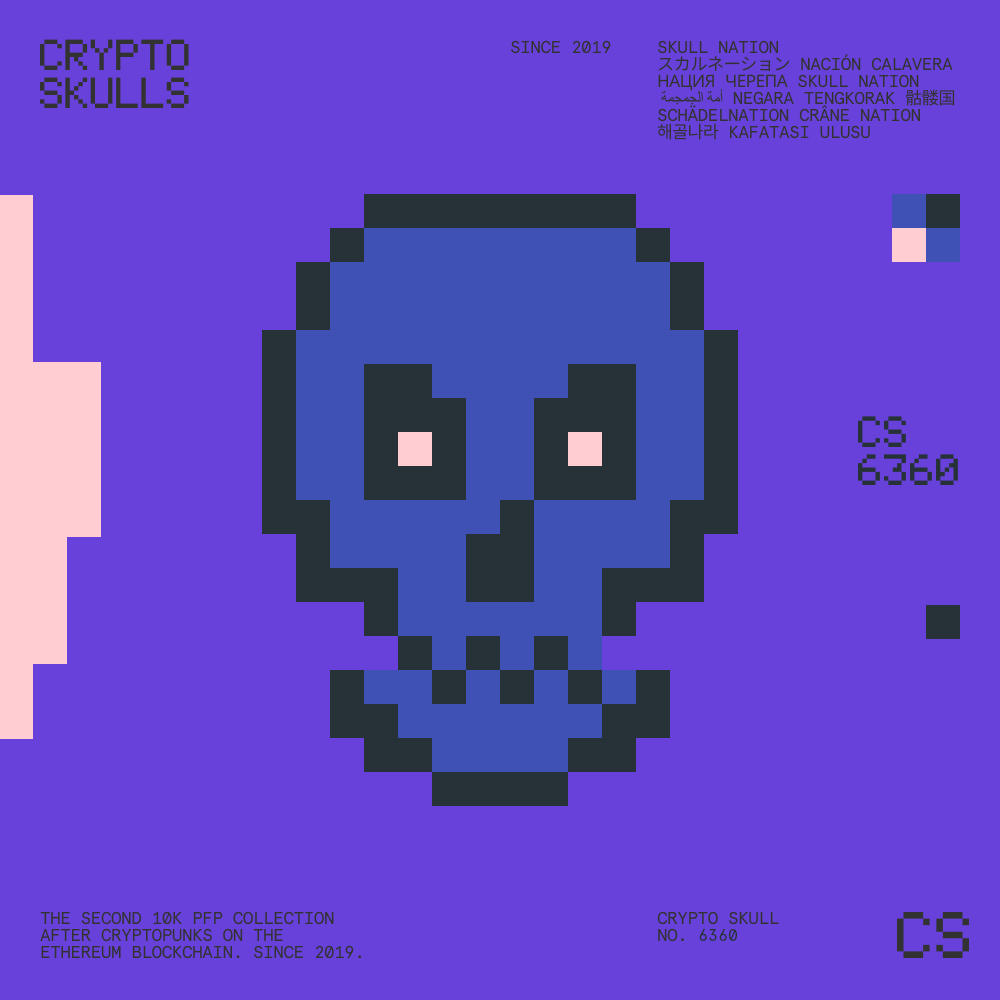 CRYPTO
SKULLS
SINCE 2019
SKULL NATION
スカルネーション NACIÓN CALAVERA
НАЦИЯ ЧЕРЕПА SKULL NATION
أمة الجمجمة NEGARA TENGKORAK 骷髅国
SCHÄDELNATION CRÂNE NATION
해골나라 KAFATASI ULUSU
CS
6360
THE SECOND 10K PFP COLLECTION
AFTER CRYPTOPUNKS ON THE
ETHEREUM BLOCKCHAIN. SINCE 2019.
CRYPTO SKULL
NO. 6360
CS